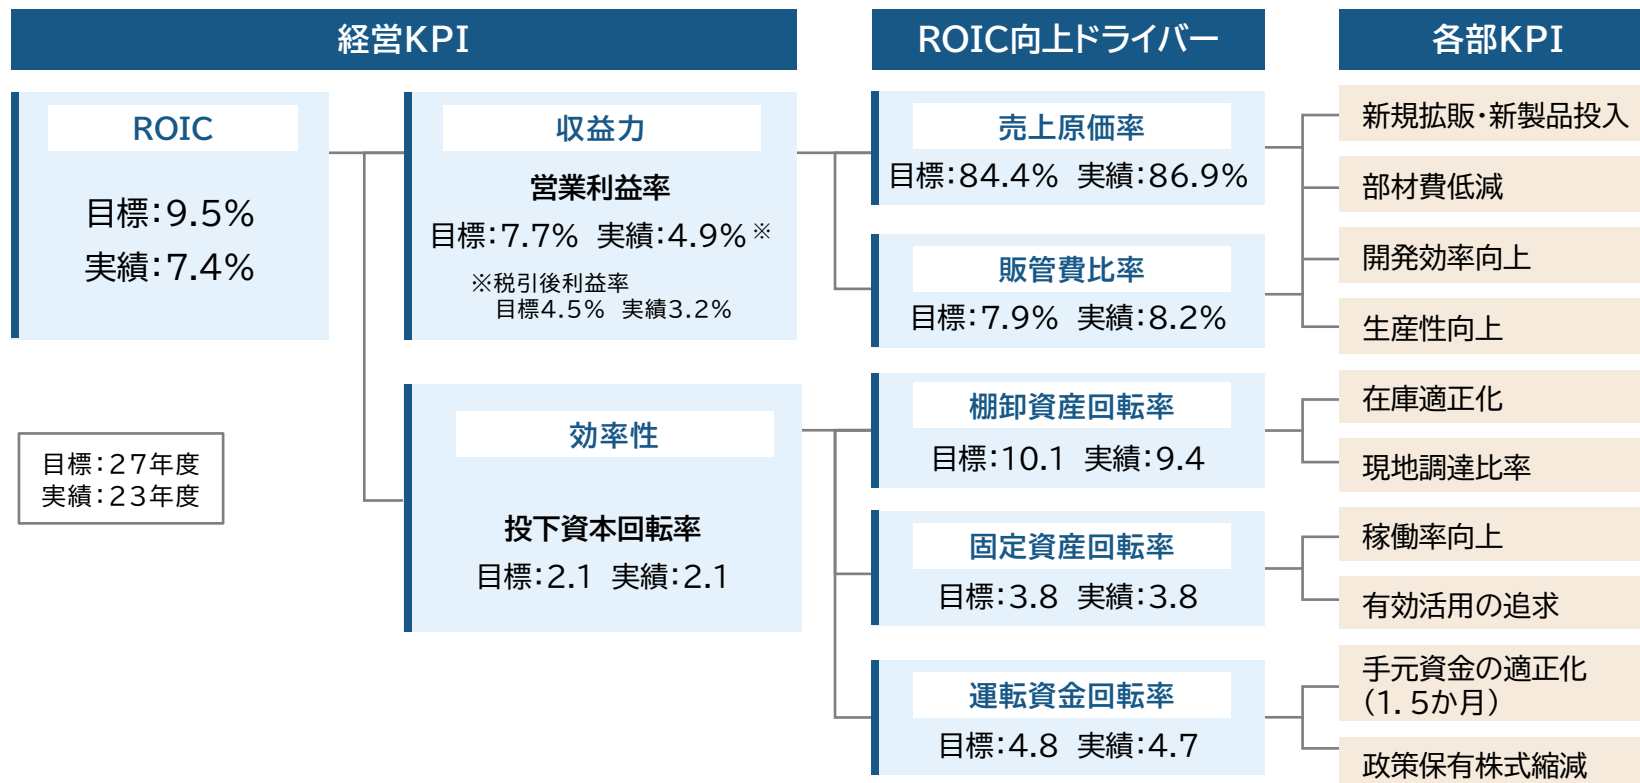 経営KPI
ROIC向上ドライバー
各部KPI
ROIC
目標:9.5%
実績:7.4%
目標:27年度
実績:23年度
収益力
営業利益率
目標:7.7% 実績:4.9%※
※税引後利益率
目標4.5% 実績3.2%
効率性
投下資本回転率
目標:2.1 実績:2.1
売上原価率
目標:84.4% 実績:86.9%
販管費比率
目標:7.9% 実績:8.2%
棚卸資産回転率
目標:10.1 実績:9.4
固定資産回転率
目標:3.8 実績:3.8
運転資金回転率
目標:4.8 実績:4.7
新規拡販・新製品投入
部材費低減
開発効率向上
生産性向上
在庫適正化
現地調達比率
稼働率向上
有効活用の追求
手元資金の適正化
(1.5か月)
政策保有株式縮減